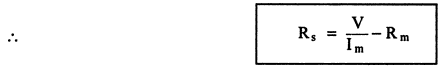 ∴ R_s = V/I_m − R_m